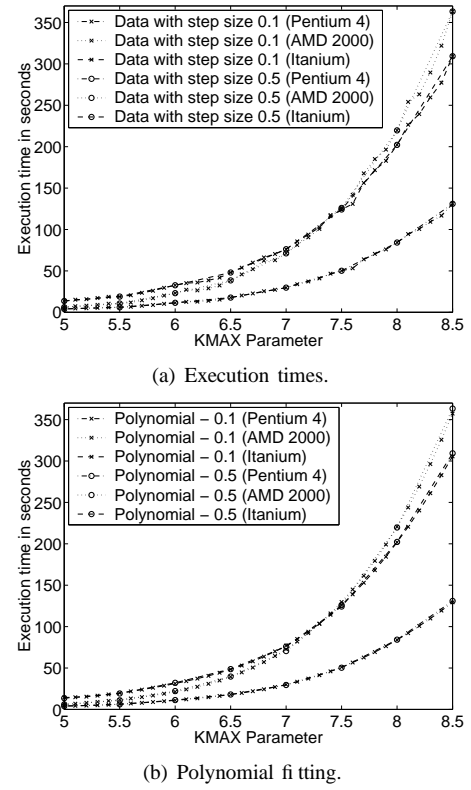 350
300
250
200
150
100
50
0
Execution time in seconds
Data with step size 0.1 (Pentium 4)
Data with step size 0.1 (AMD 2000)
Data with step size 0.1 (Itanium)
Data with step size 0.5 (Pentium 4)
Data with step size 0.5 (AMD 2000)
Data with step size 0.5 (Itanium)
5 5.5 6 6.5 7 7.5 8 8.5
KMAX Parameter
(a) Execution times.
350
300
250
200
150
100
50
0
Execution time in seconds
Polynomial − 0.1 (Pentium 4)
Polynomial − 0.1 (AMD 2000)
Polynomial − 0.1 (Itanium)
Polynomial − 0.5 (Pentium 4)
Polynomial − 0.5 (AMD 2000)
Polynomial − 0.5 (Itanium)
5 5.5 6 6.5 7 7.5 8 8.5
KMAX Parameter
(b) Polynomial fitting.